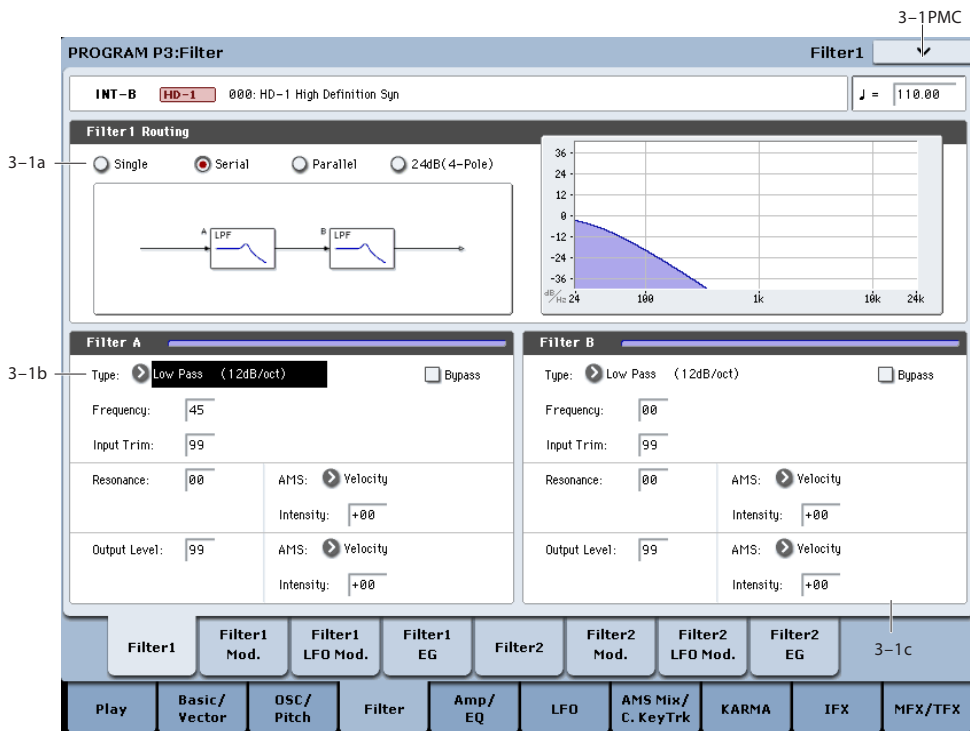 3-1PMC
PROGRAM P3:Filter Filter1
INT-B HD-1 000: HD-1 High Definition Syn ♩ = 110.00
Filter1 Routing
3-1a
Single Serial Parallel 24dB(4-Pole)
A LPF B LPF
36
24
12
0
-12
-24
-36
dB/Hz 24 100 1k 10k 24k
Filter A
3-1b
Type: Low Pass (12dB/oct) Bypass
Frequency: 45
Input Trim: 99
Resonance: 00 AMS: Velocity
Intensity: +00
Output Level: 99 AMS: Velocity
Intensity: +00
Filter B
Type: Low Pass (12dB/oct) Bypass
Frequency: 00
Input Trim: 99
Resonance: 00 AMS: Velocity
Intensity: +00
Output Level: 99 AMS: Velocity
Intensity: +00
3-1c
Filter1
Filter1 Mod.
Filter1 LFO Mod.
Filter1 EG
Filter2
Filter2 Mod.
Filter2 LFO Mod.
Filter2 EG
Play
Basic/ Vector
OSC/ Pitch
Filter
Amp/ EQ
LFO
AMS Mix/ C. KeyTrk
KARMA
IFX
MFX/TFX